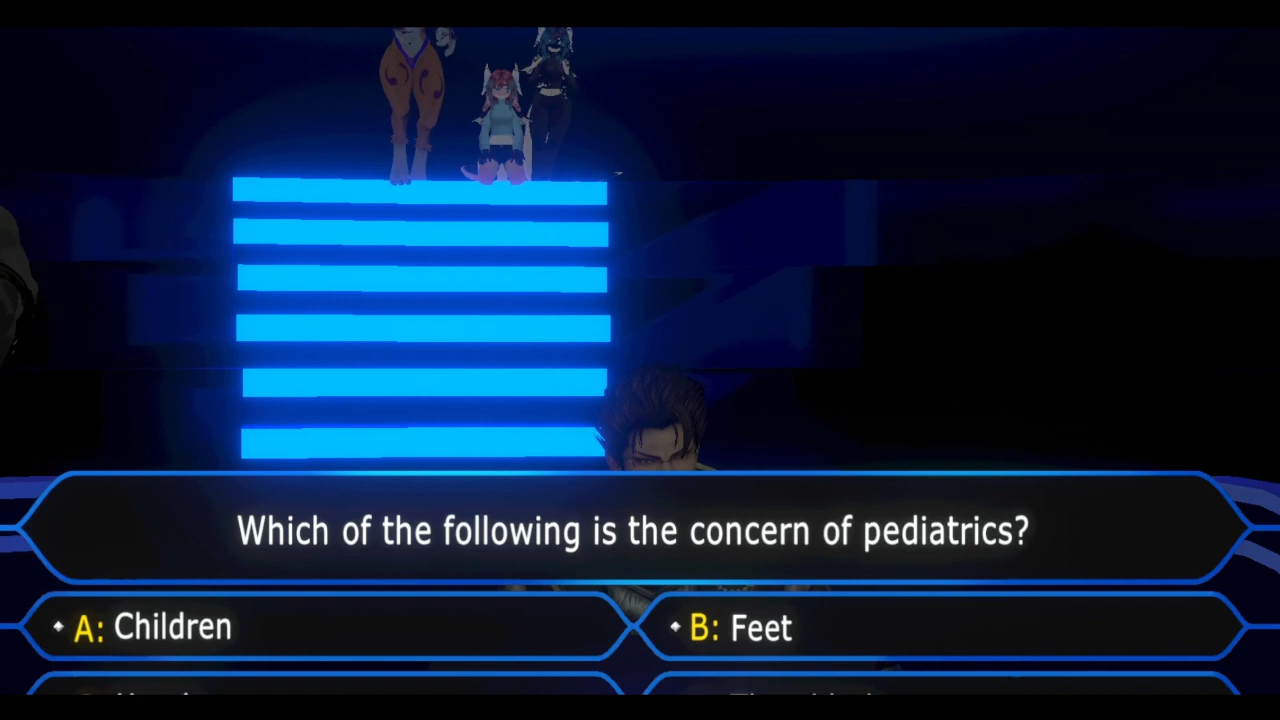 Which of the following is the concern of pediatrics?
A: Children
B: Feet